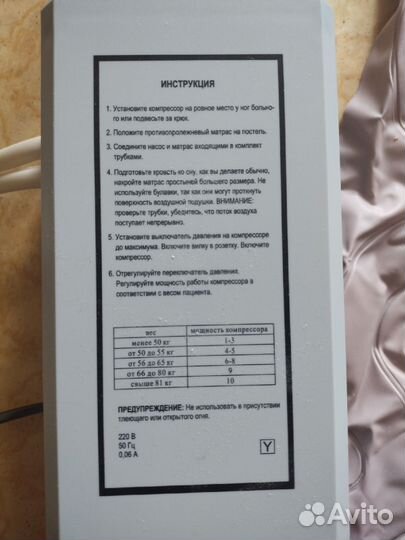 ИНСТРУКЦИЯ
1. Установите компрессор на ровное место у ног больно-
го или подвесьте за крюк.
2. Положите противопролежневый матрас на постель.
3. Соедините насос и матрас входящими в комплект
трубками.
4. Подготовьте кровать ко сну, как вы делаете обычно,
накройте матрас простыней большего размера. Не
используйте булавки, так как они могут проткнуть
поверхность воздушной подушки. ВНИМАНИЕ:
проверьте трубки, убедитесь, что поток воздуха
поступает непрерывно.
5. Установите выключатель давления на компрессоре
до максимума. Включите вилку в розетку. Включите
компрессор.
6. Отрегулируйте переключатель давления.
Регулируйте мощность работы компрессора в
соответствии с весом пациента.
вес мощность компрессора
менее 50 кг 1-3
от 50 до 55 кг 4-5
от 56 до 65 кг 6-8
от 66 до 80 кг 9
свыше 81 кг 10
ПРЕДУПРЕЖДЕНИЕ: Не использовать в присутствии
тлеющего или открытого огня.
220 В
50 Гц
0,06 А
Y
Avito